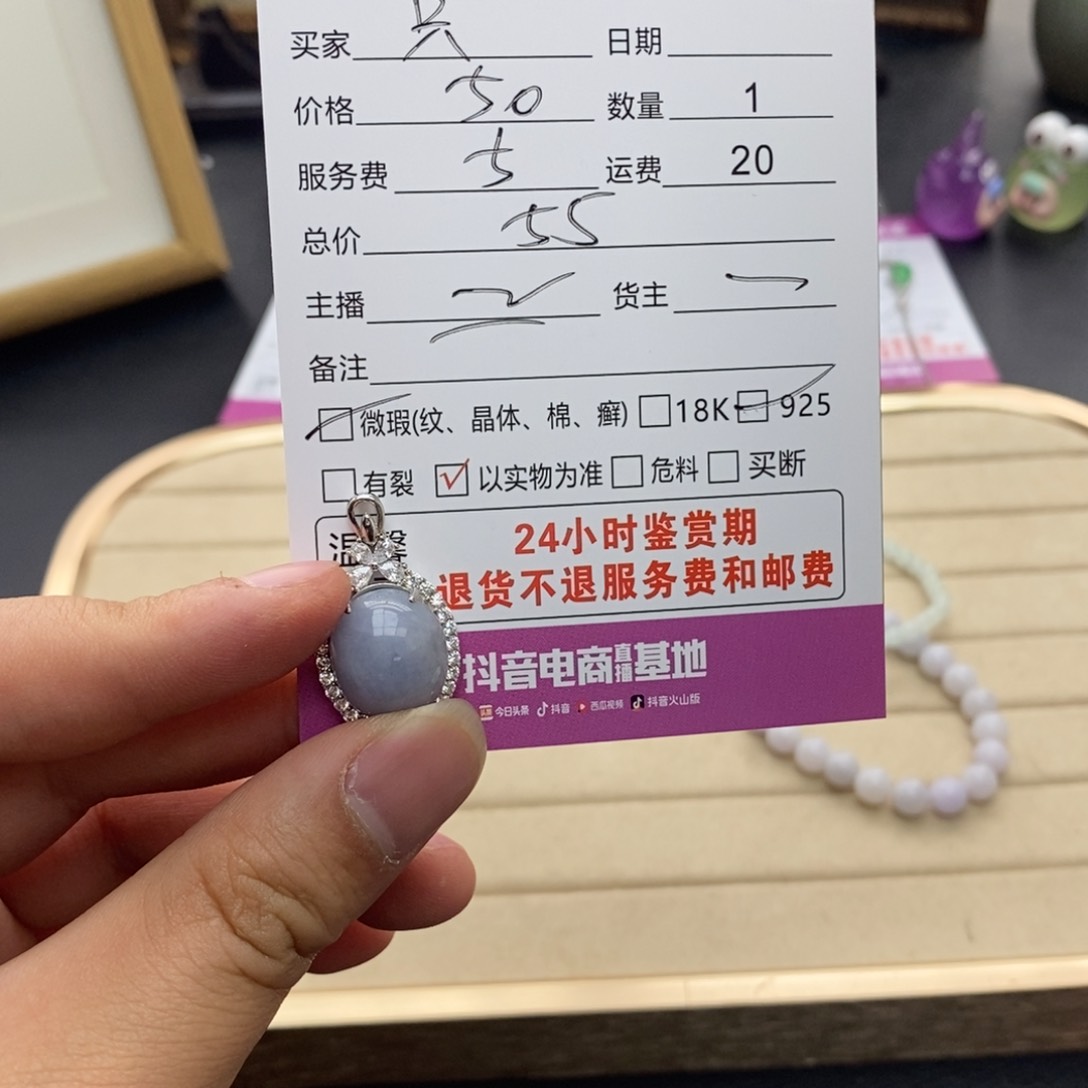 买家 日期
价格 50 数量 1
服务费 5 运费 20
总价 55
主播 货主
备注
微瑕(纹、晶体、棉、癣) 18K 925
有裂 以实物为准 危料 买断
24小时鉴赏期
退货不退服务费和邮费
抖音电商直播基地
今日头条 抖音 西瓜视频 抖音火山版